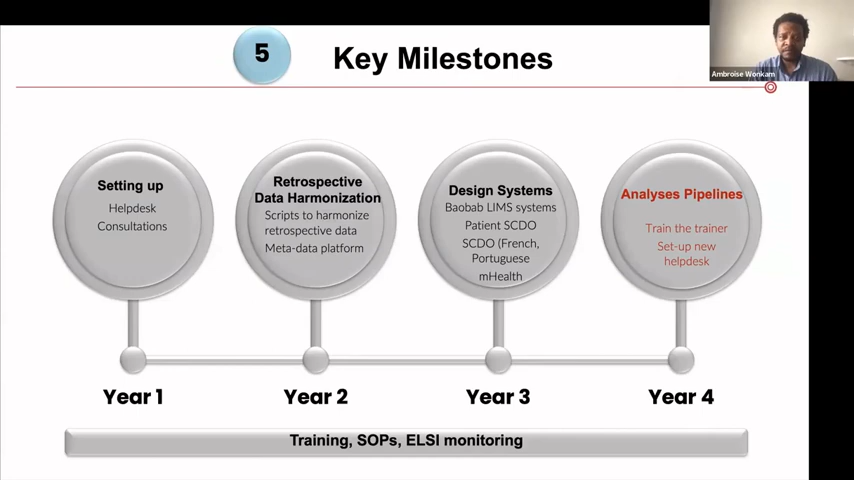 5
Key Milestones
Ambroise Wonkam
Setting up
Helpdesk
Consultations
Retrospective
Data Harmonization
Scripts to harmonize
retrospective data
Meta-data platform
Design Systems
Baobab LIMS systems
Patient SCDO
SCDO (French,
Portuguese
mHealth
Analyses Pipelines
Train the trainer
Set-up new
helpdesk
Year 1
Year 2
Year 3
Year 4
Training, SOPs, ELSI monitoring